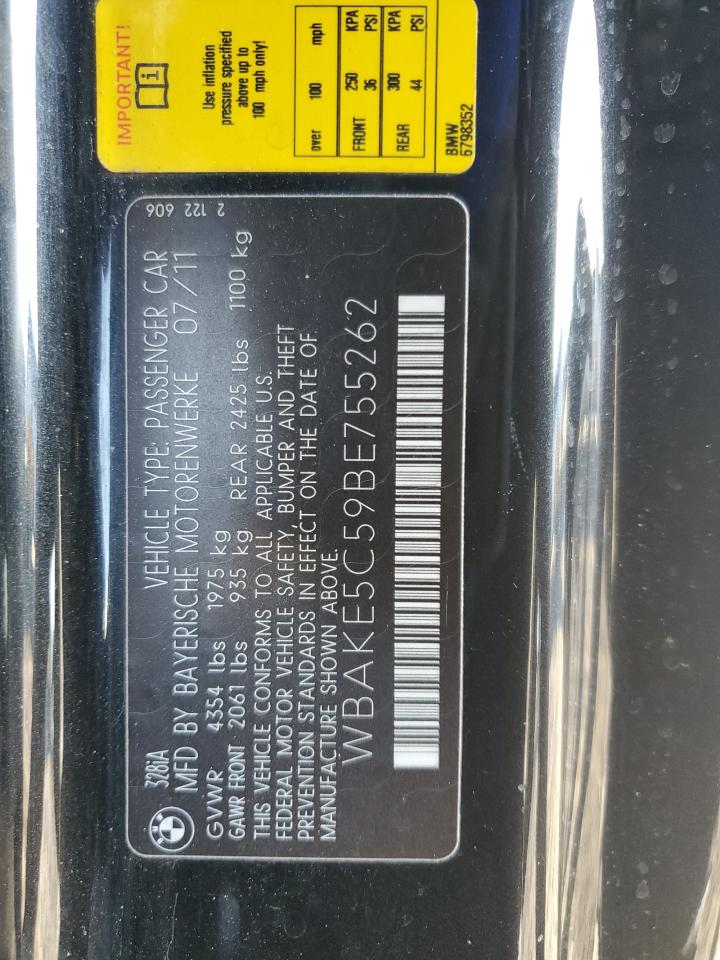 328iA VEHICLE TYPE: PASSENGER CAR
MFD BY BAYERISCHE MOTORENWERKE 07/11
GVWR 4354 lbs 1975 kg
GAWR FRONT 2061 lbs 935 kg REAR 2425 lbs 1100 kg
THIS VEHICLE CONFORMS TO ALL APPLICABLE U.S.
FEDERAL MOTOR VEHICLE SAFETY, BUMPER AND THEFT
PREVENTION STANDARDS IN EFFECT ON THE DATE OF
MANUFACTURE SHOWN ABOVE.
WBAKE5C59BE755262
2 122 606
IMPORTANT!
Use inflation
pressure specified
above up to
100 mph only!
over 100 mph
FRONT 250 KPA
36 PSI
REAR 300 KPA
44 PSI
BMW
6798352